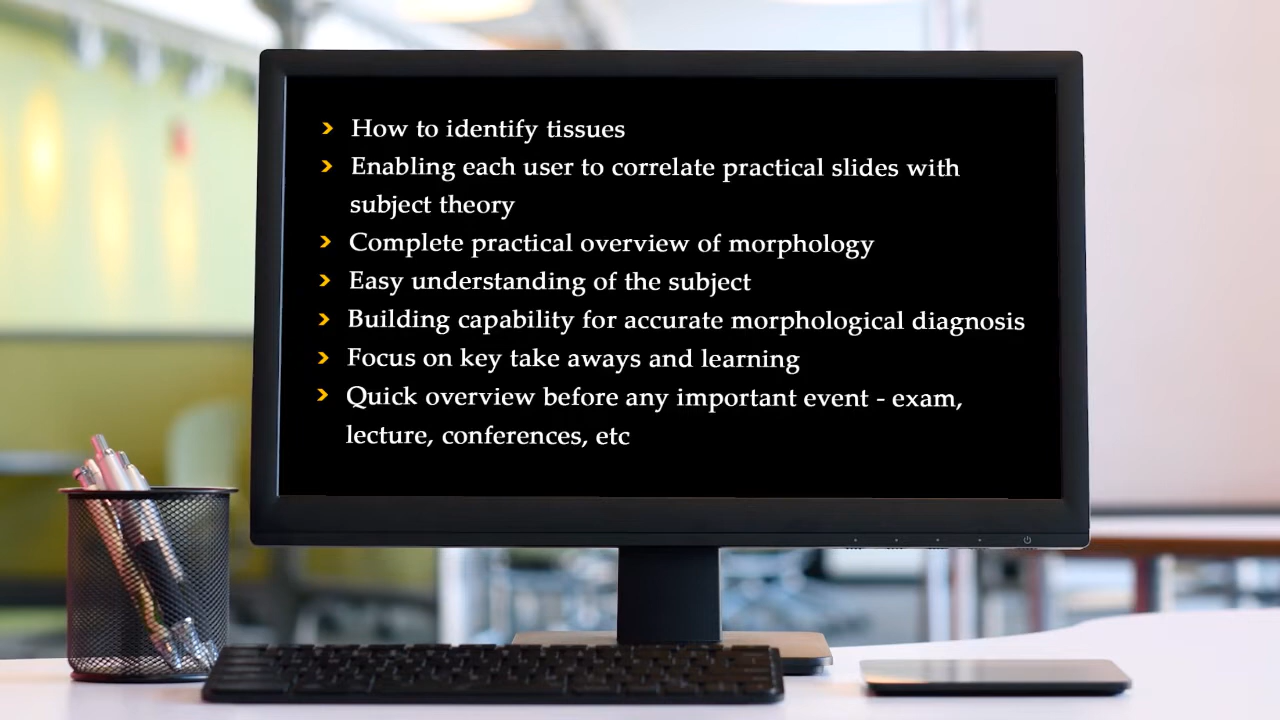 How to identify tissues
Enabling each user to correlate practical slides with
subject theory
Complete practical overview of morphology
Easy understanding of the subject
Building capability for accurate morphological diagnosis
Focus on key take aways and learning
Quick overview before any important event - exam,
lecture, conferences, etc